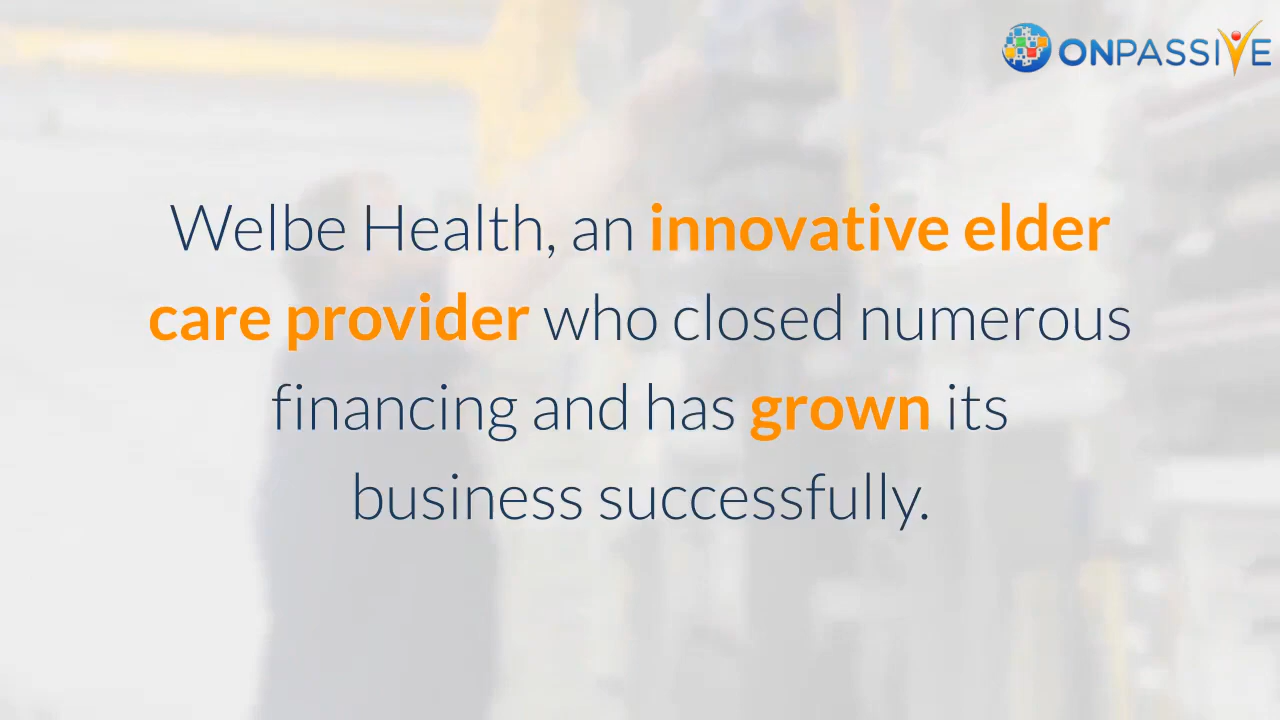 ONPASSIVE
Welbe Health, an innovative elder
care provider who closed numerous
financing and has grown its
business successfully.